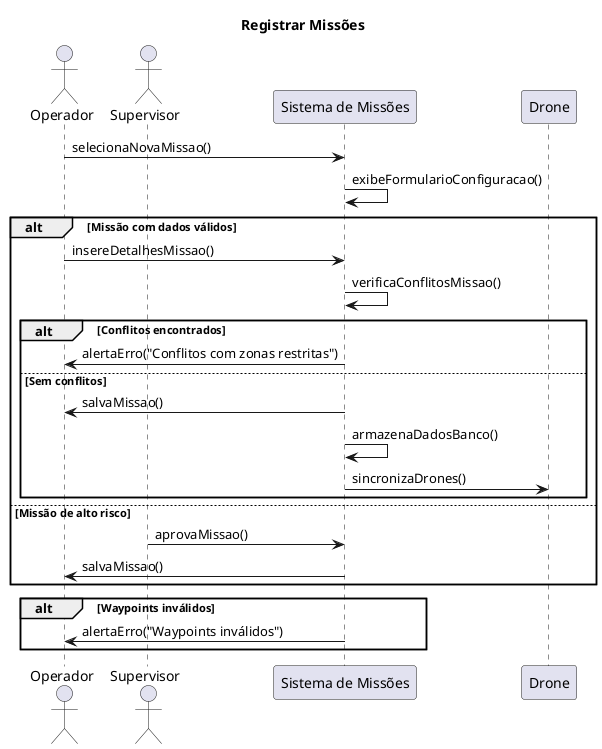 Registrar Missões
Operador
Supervisor
Sistema de Missões
Drone
selecionaNovaMissao()
exibeFormularioConfiguracao()
alt [Missão com dados válidos]
insereDetalhesMissao()
verificaConflitosMissao()
alt [Conflitos encontrados]
alertaErro("Conflitos com zonas restritas")
[Sem conflitos]
salvaMissao()
armazenaDadosBanco()
sincronizaDrones()
[Missão de alto risco]
aprovaMissao()
salvaMissao()
alt [Waypoints inválidos]
alertaErro("Waypoints inválidos")
Operador
Supervisor
Sistema de Missões
Drone